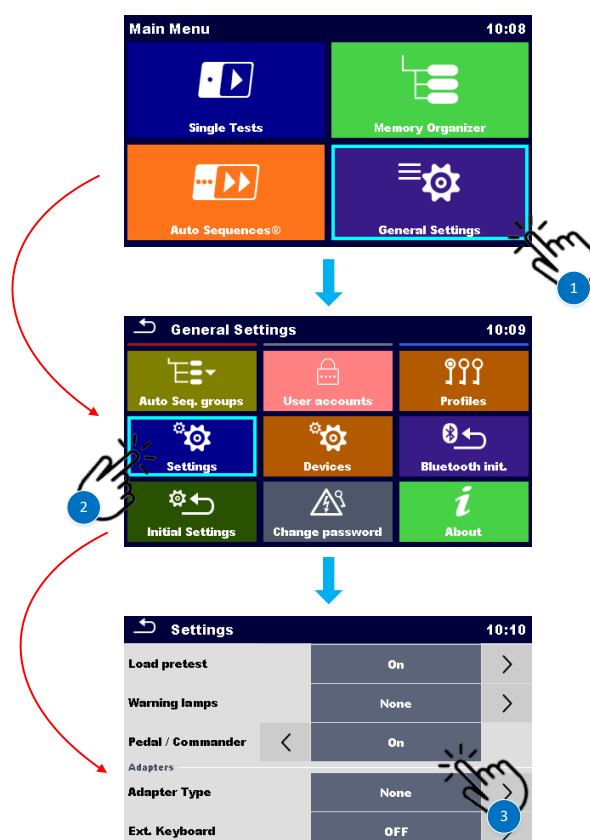 Main Menu 10:08
Single Tests Memory Organizer
Auto Sequences® General Settings
1
General Settings 10:09
Auto Seq. groups User accounts Profiles
Settings Devices Bluetooth init.
2
Initial Settings Change password About
Settings 10:10
Load pretest On
Warning lamps None
Pedal / Commander On
Adapters
Adapter Type None
3
Ext. Keyboard OFF